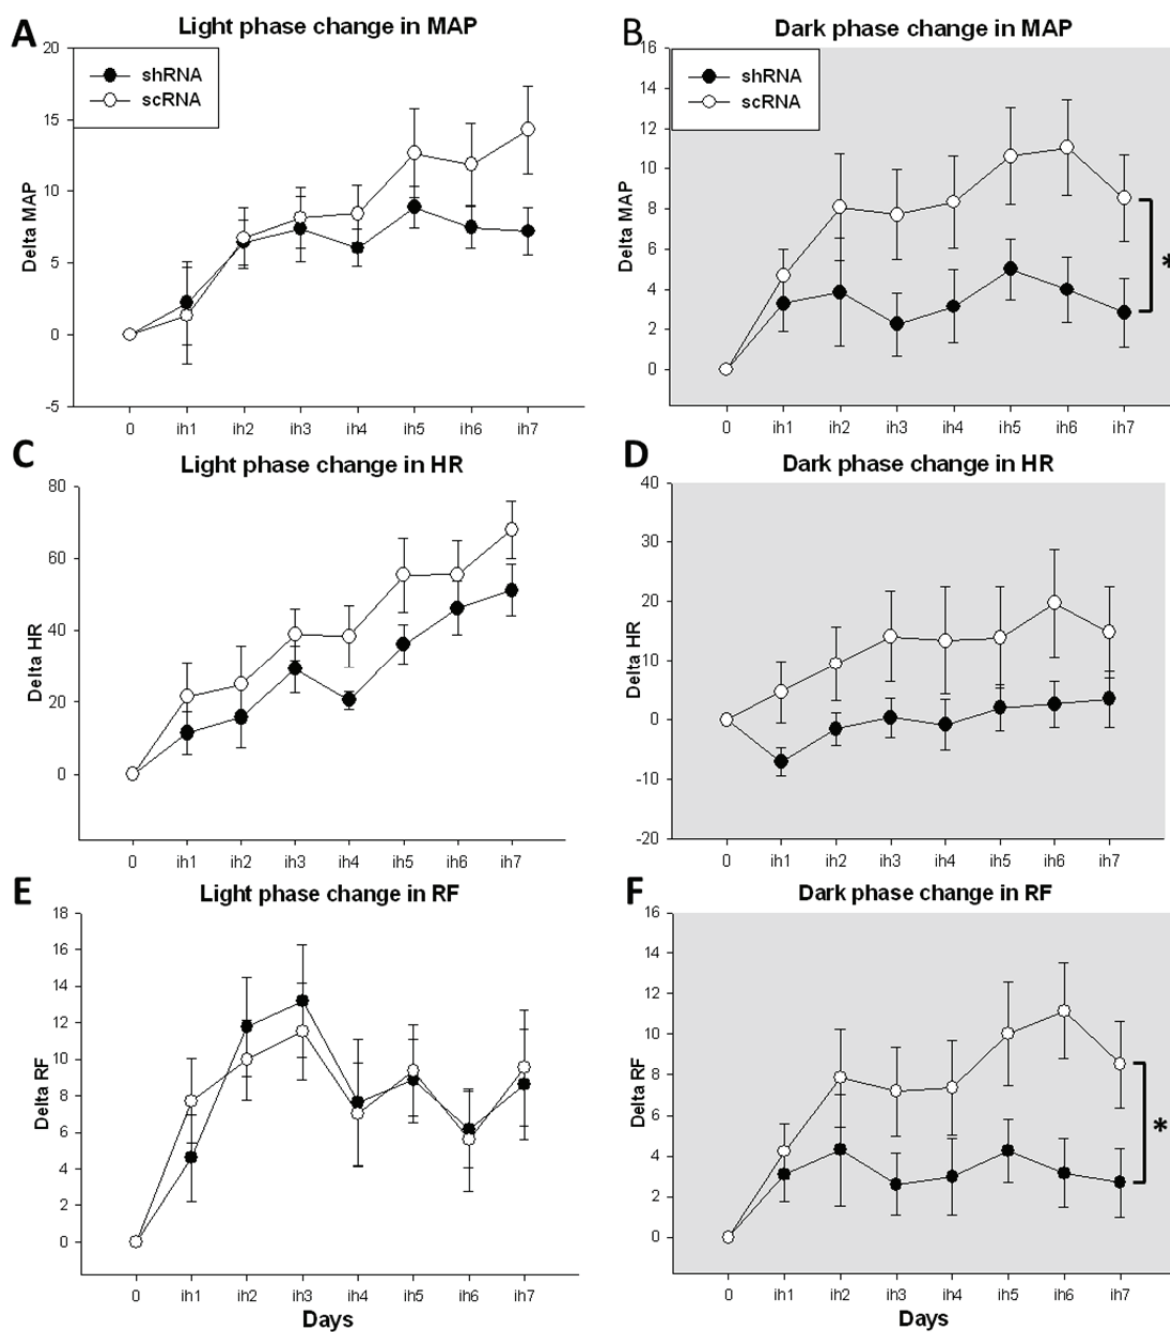 A
Light phase change in MAP
20
15
10
5
0
-5
Delta MAP
shRNA
scRNA
0 ih1 ih2 ih3 ih4 ih5 ih6 ih7
B
Dark phase change in MAP
16
14
12
10
8
6
4
2
0
Delta MAP
shRNA
scRNA
*
0 ih1 ih2 ih3 ih4 ih5 ih6 ih7
C
Light phase change in HR
80
60
40
20
0
Delta HR
0 ih1 ih2 ih3 ih4 ih5 ih6 ih7
D
Dark phase change in HR
40
30
20
10
0
-10
-20
Delta HR
0 ih1 ih2 ih3 ih4 ih5 ih6 ih7
E
Light phase change in RF
18
16
14
12
10
8
6
4
2
0
Delta RF
0 ih1 ih2 ih3 ih4 ih5 ih6 ih7
Days
F
Dark phase change in RF
16
14
12
10
8
6
4
2
0
Delta RF
*
0 ih1 ih2 ih3 ih4 ih5 ih6 ih7
Days